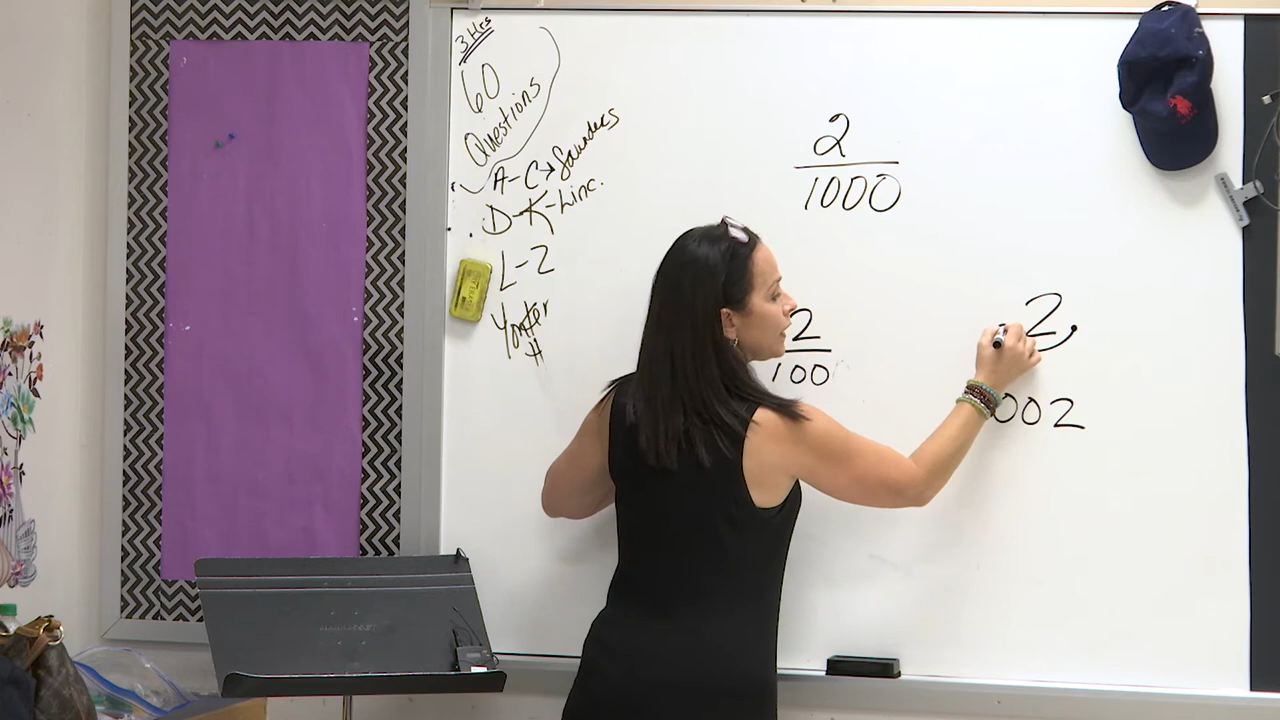 3 Hrs
60
Questions
A-C→Saunders
D-K-Linc.
L-Z
2
1000
2
100
2.
002